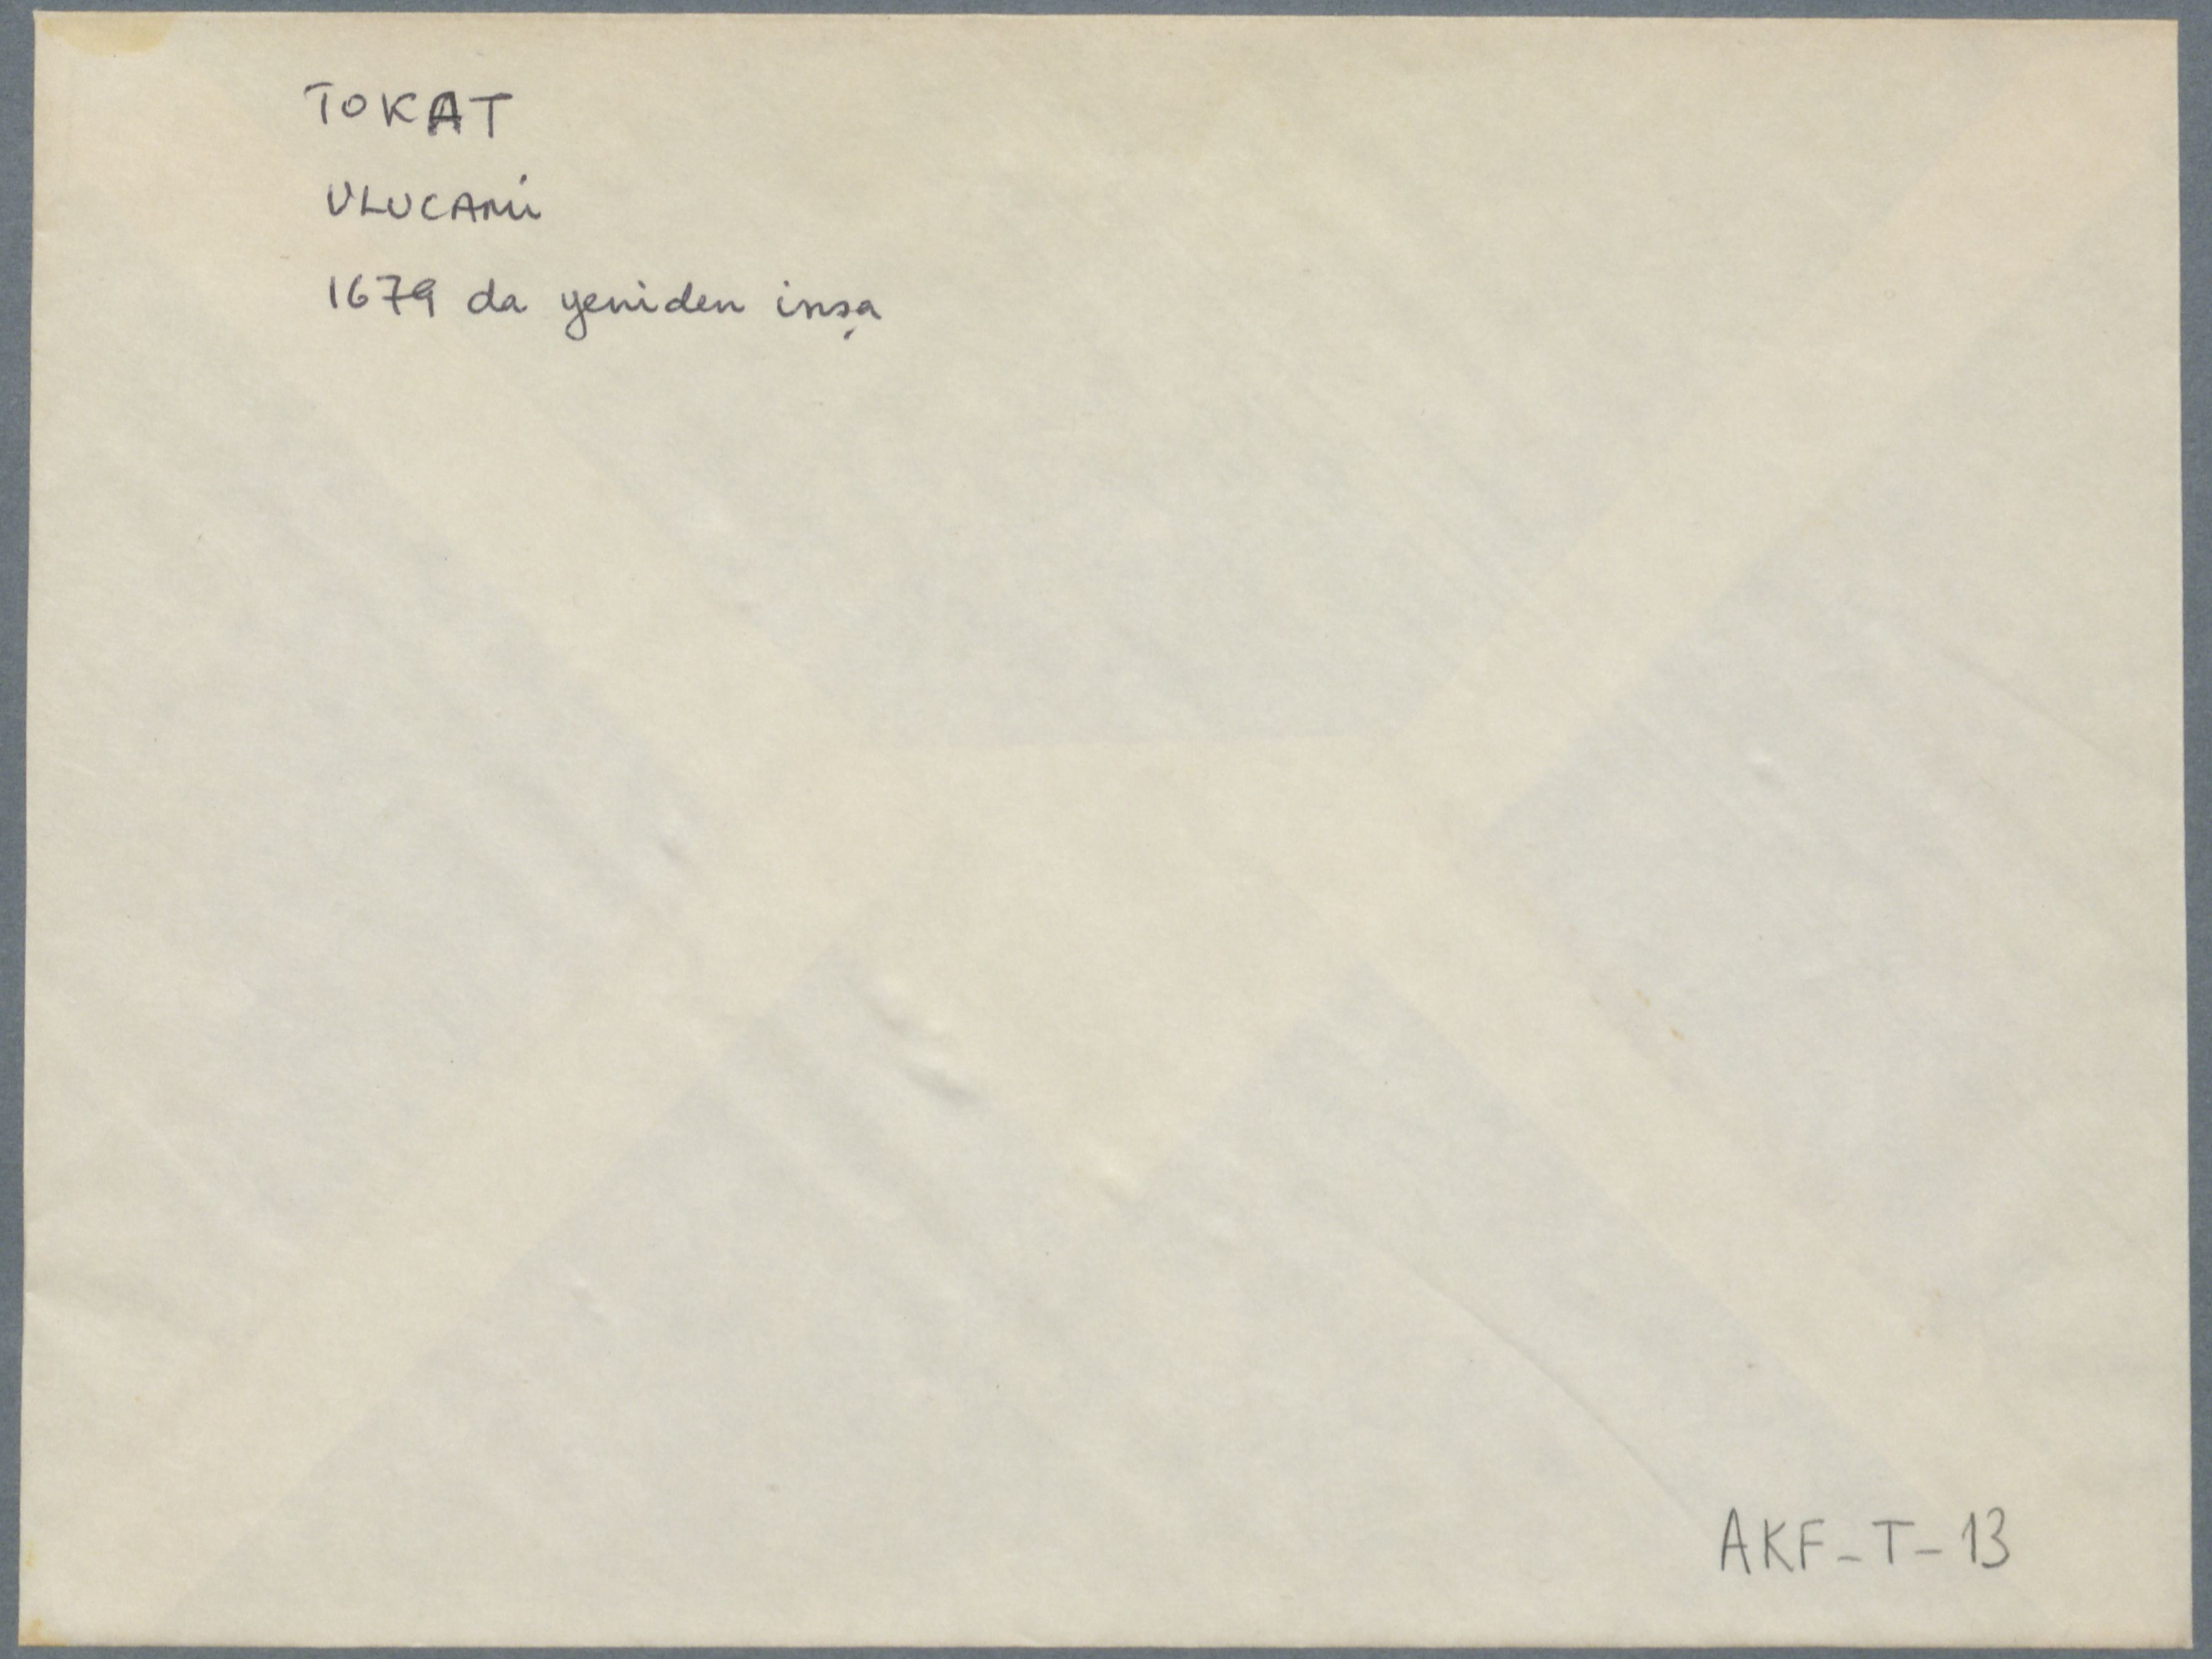 TOKAT
ULUCAMİ
1679 da yeniden inşa
AKF-T-13